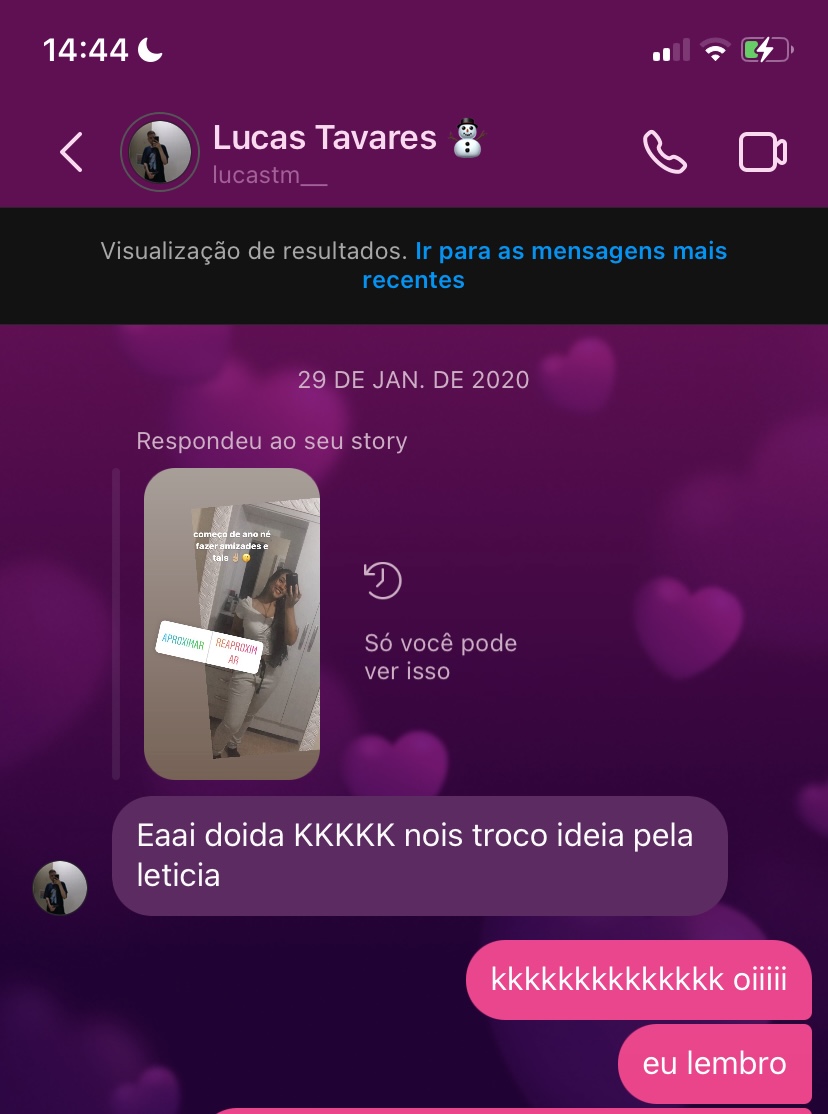 14:44
Lucas Tavares ⛄
lucastm__
Visualização de resultados. Ir para as mensagens mais
recentes
29 DE JAN. DE 2020
Respondeu ao seu story
começo de ano né
fazer amizades e
tals ✌🏻😊
APROXIMAR
REAPROXIM
AR
Só você pode
ver isso
Eaai doida KKKKK nois troco ideia pela
leticia
kkkkkkkkkkkkkk oiiiii
eu lembro